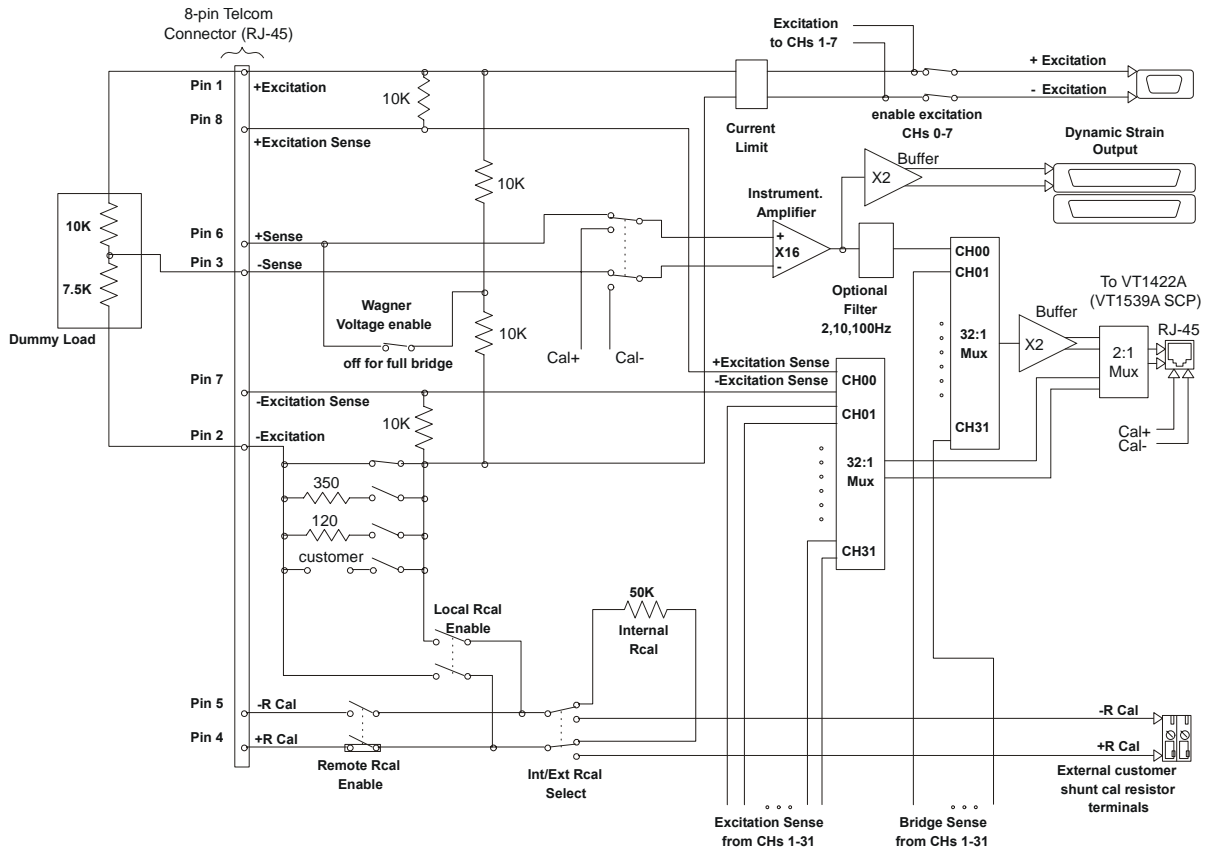 8-pin Telcom
Connector (RJ-45)
Excitation
to CHs 1-7
Pin 1
+Excitation
10K
+ Excitation
- Excitation
Pin 8
+Excitation Sense
Current
Limit
enable excitation
CHs 0-7
Dynamic Strain
Output
Buffer
X2
10K
Instrument.
Amplifier
10K
Pin 6
+Sense
+
X16
-
CH00
CH01
Pin 3
-Sense
7.5K
Dummy Load
Wagner
Voltage enable
off for full bridge
10K
Cal+
Cal-
Optional
Filter
2,10,100Hz
To VT1422A
(VT1539A SCP)
Buffer
RJ-45
X2
2:1
Mux
32:1
Mux
+Excitation Sense
-Excitation Sense
CH00
CH01
Pin 7
-Excitation Sense
10K
Pin 2
-Excitation
CH31
Cal+
Cal-
32:1
Mux
350
120
customer
CH31
50K
Internal
Rcal
Local Rcal
Enable
Pin 5
-R Cal
-R Cal
Pin 4
+R Cal
+R Cal
Remote Rcal
Enable
Int/Ext Rcal
Select
External customer
shunt cal resistor
terminals
Excitation Sense
from CHs 1-31
Bridge Sense
from CHs 1-31